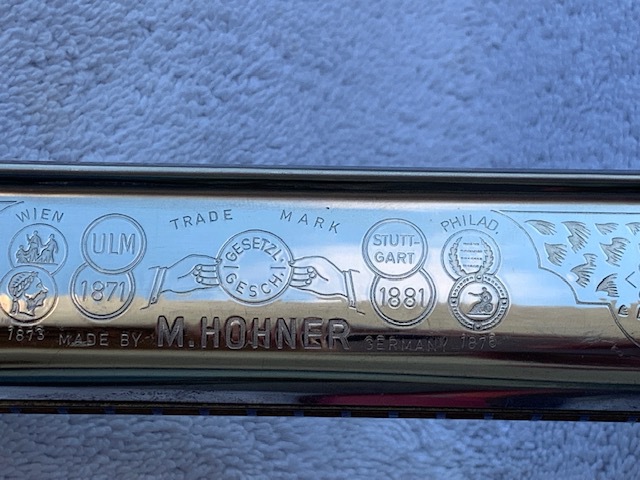 WIEN
1873
ULM
1871
TRADE MARK
GESETZL.
GESCH.
STUTT-
GART
1881
PHILAD.
1876
MADE BY M. HOHNER GERMANY